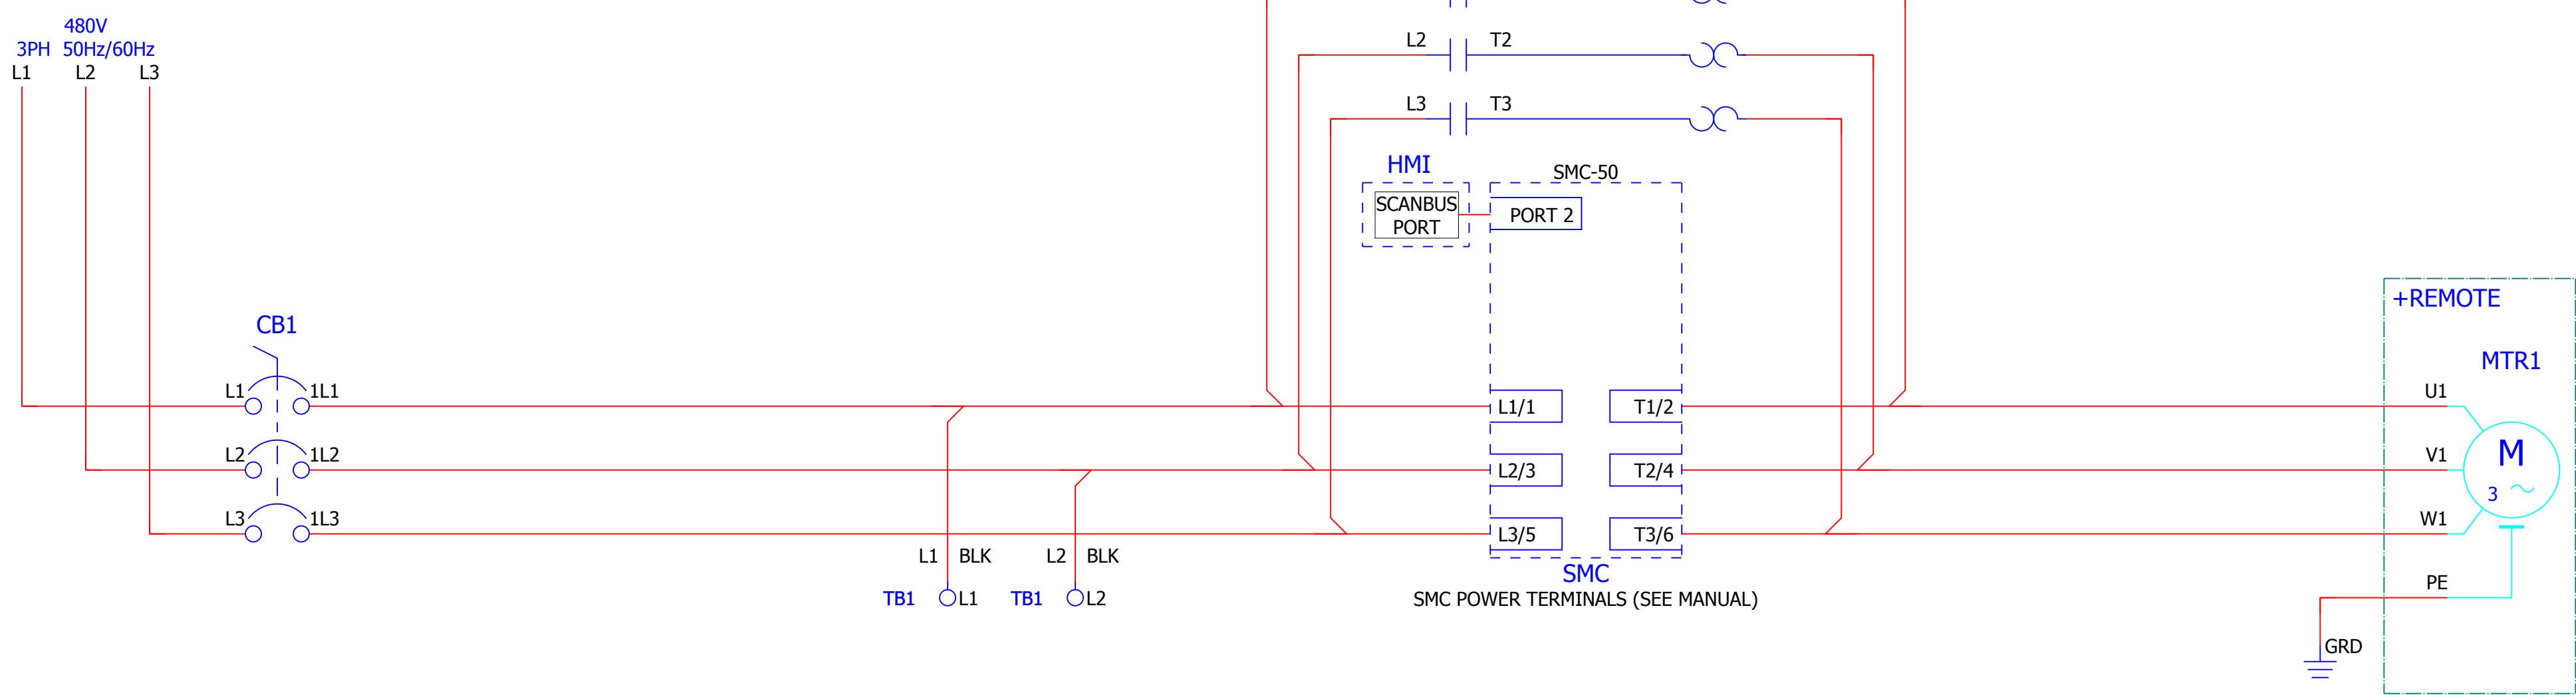 480V
3PH 50Hz/60Hz
L1 L2 L3
L2 T2
L3 T3
HMI
SMC-50
SCANBUS
PORT
PORT 2
+REMOTE
CB1
MTR1
L1 1L1
L1/1 T1/2
U1
L2 1L2
L2/3 T2/4
V1
M
3
L3 1L3
L3/5 T3/6
W1
L1 BLK L2 BLK
SMC
PE
TB1 L1 TB1 L2
SMC POWER TERMINALS (SEE MANUAL)
GRD